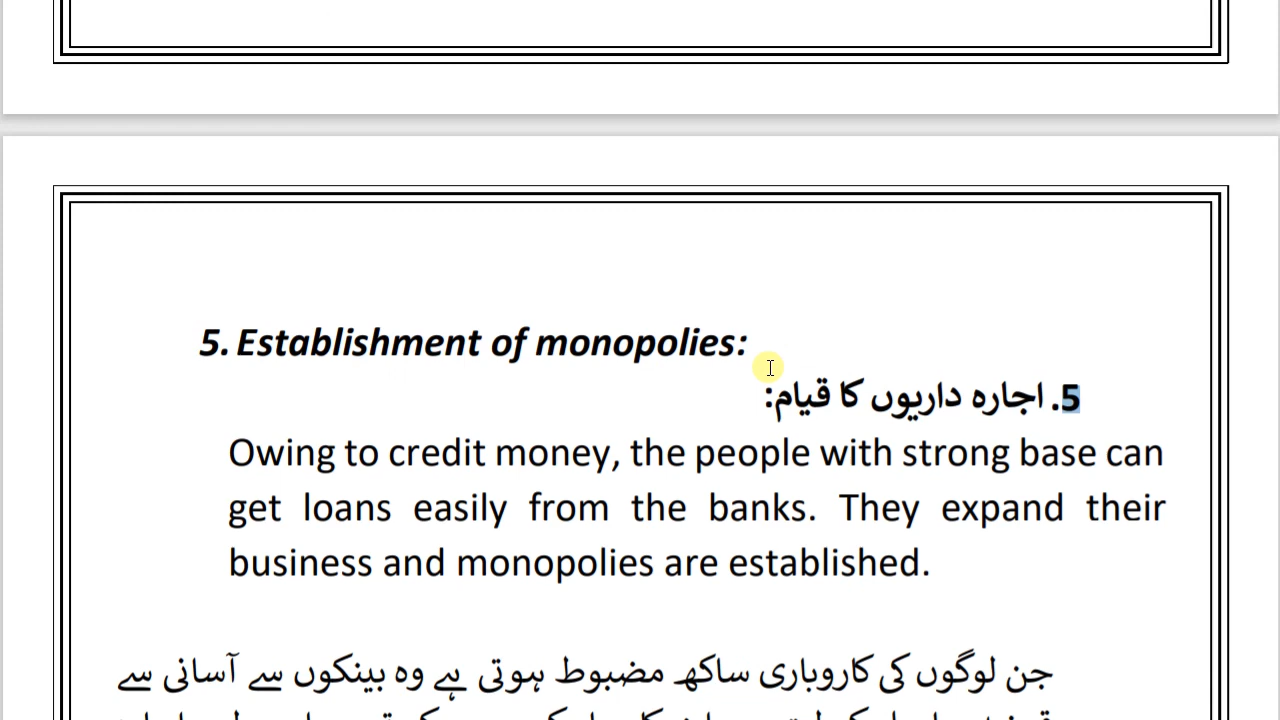 5. Establishment of monopolies:
5. اجارہ داریوں کا قیام:
Owing to credit money, the people with strong base can
get loans easily from the banks. They expand their
business and monopolies are established.
جن لوگوں کی کاروباری ساکھ مضبوط ہوتی ہے وہ بینکوں سے آسانی سے